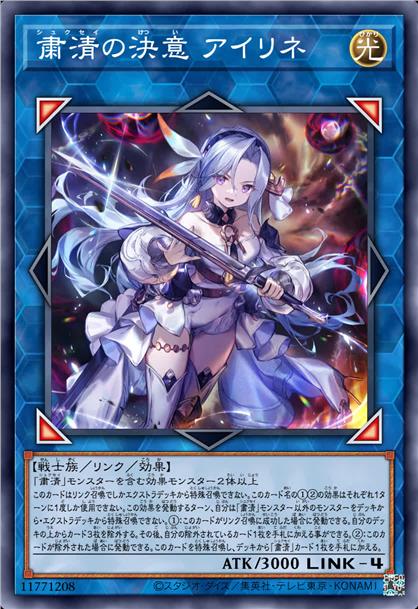 粛清の決意 アイリネ
光
【戦士族／リンク／効果】
「粛清」モンスターを含む効果モンスター2体以上
このカードはリンク召喚でしかエクストラデッキから特殊召喚できない。このカード名の①②の効果はそれぞれ1タ
ーンに1度しか使用できない。この効果を発動するターン、自分は「粛清」モンスター以外のモンスターをデッキか
ら・エクストラデッキから特殊召喚できない。①：このカードがリンク召喚に成功した場合に発動できる。自分のデッ
キの上からカード3枚を除外する。その後、自分の除外されているカード1枚を手札に加える事ができる。②：このカ
ードが除外された場合に発動できる。このカードを特殊召喚し、デッキから「粛清」カード1枚を手札に加える。
ATK/3000 LINK-4
11771208 ©スタジオ・ダイス／集英社・テレビ東京・KONAMI